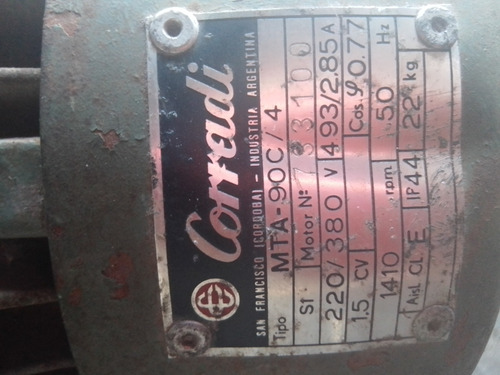 Corradi
SAN FRANCISCO (CORDOBA) - INDUSTRIA ARGENTINA
Tipo MTA-90C/4
S1 Motor Nº 133100
220/380 V 4.93/2.85 A
1.5 CV Cos.φ 0.77
1410 rpm. 50 Hz
Aisl. CL. E IP44 22 kg.